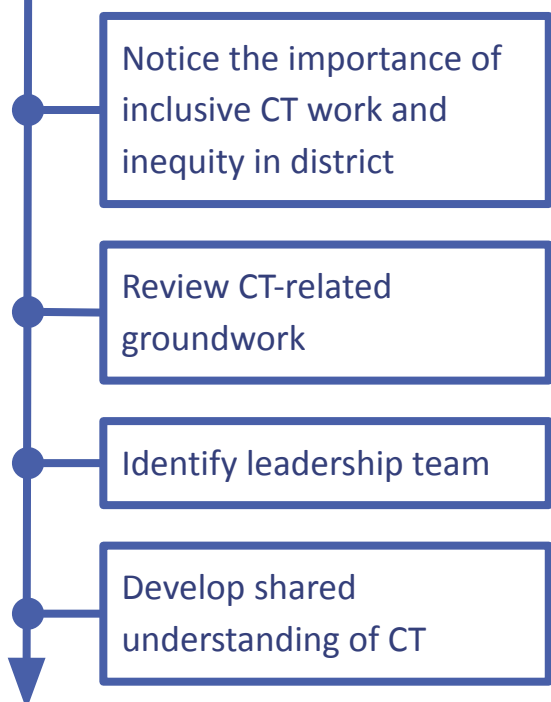 Notice the importance of
inclusive CT work and
inequity in district
Review CT-related
groundwork
Identify leadership team
Develop shared
understanding of CT